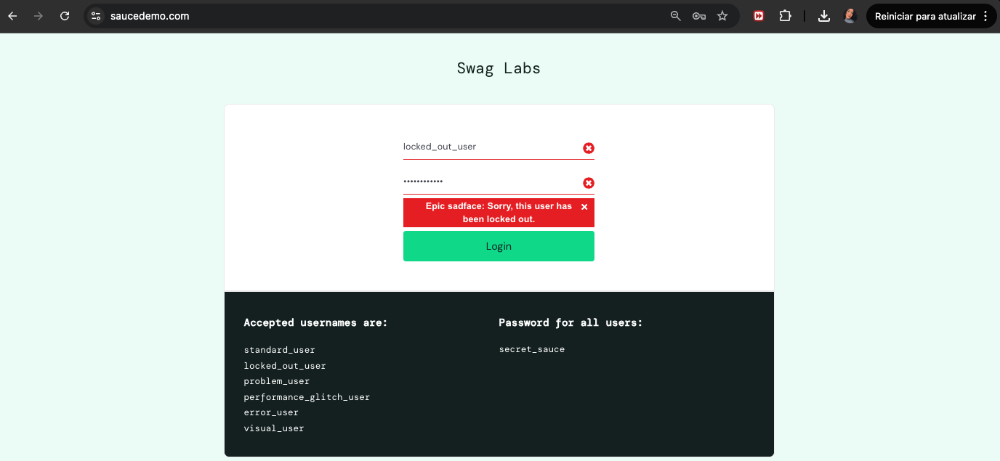 saucedemo.com
Reiniciar para atualizar
Swag Labs
locked_out_user
••••••••••••
Epic sadface: Sorry, this user has
been locked out.
Login
Accepted usernames are:
standard_user
locked_out_user
problem_user
performance_glitch_user
error_user
visual_user
Password for all users:
secret_sauce